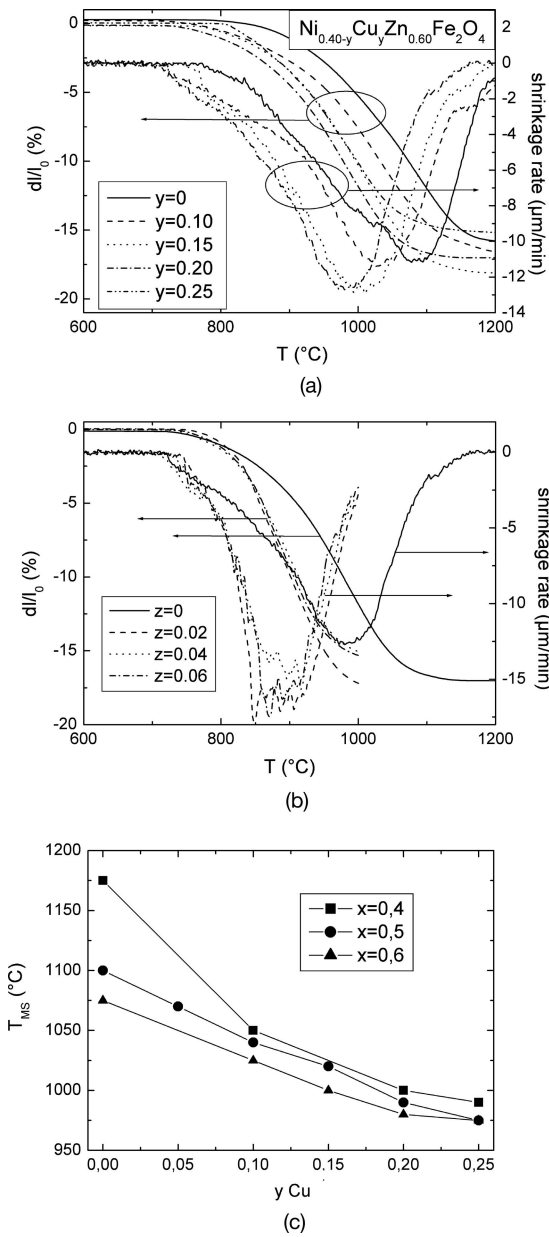 Ni0.40-yCuyZn0.60Fe2O4
0
-5
-10
-15
-20
dl/l0 (%)
2
0
-2
-4
-6
-8
-10
-12
-14
shrinkage rate (µm/min)
y=0
y=0.10
y=0.15
y=0.20
y=0.25
600 800 1000 1200
T (°C)
(a)
0
-5
-10
-15
-20
dl/l0 (%)
0
-5
-10
-15
shrinkage rate (µm/min)
z=0
z=0.02
z=0.04
z=0.06
600 800 1000 1200
T (°C)
(b)
1200
1150
1100
1050
1000
950
TMS (°C)
x=0,4
x=0,5
x=0,6
0,00 0,05 0,10 0,15 0,20 0,25
y Cu
(c)